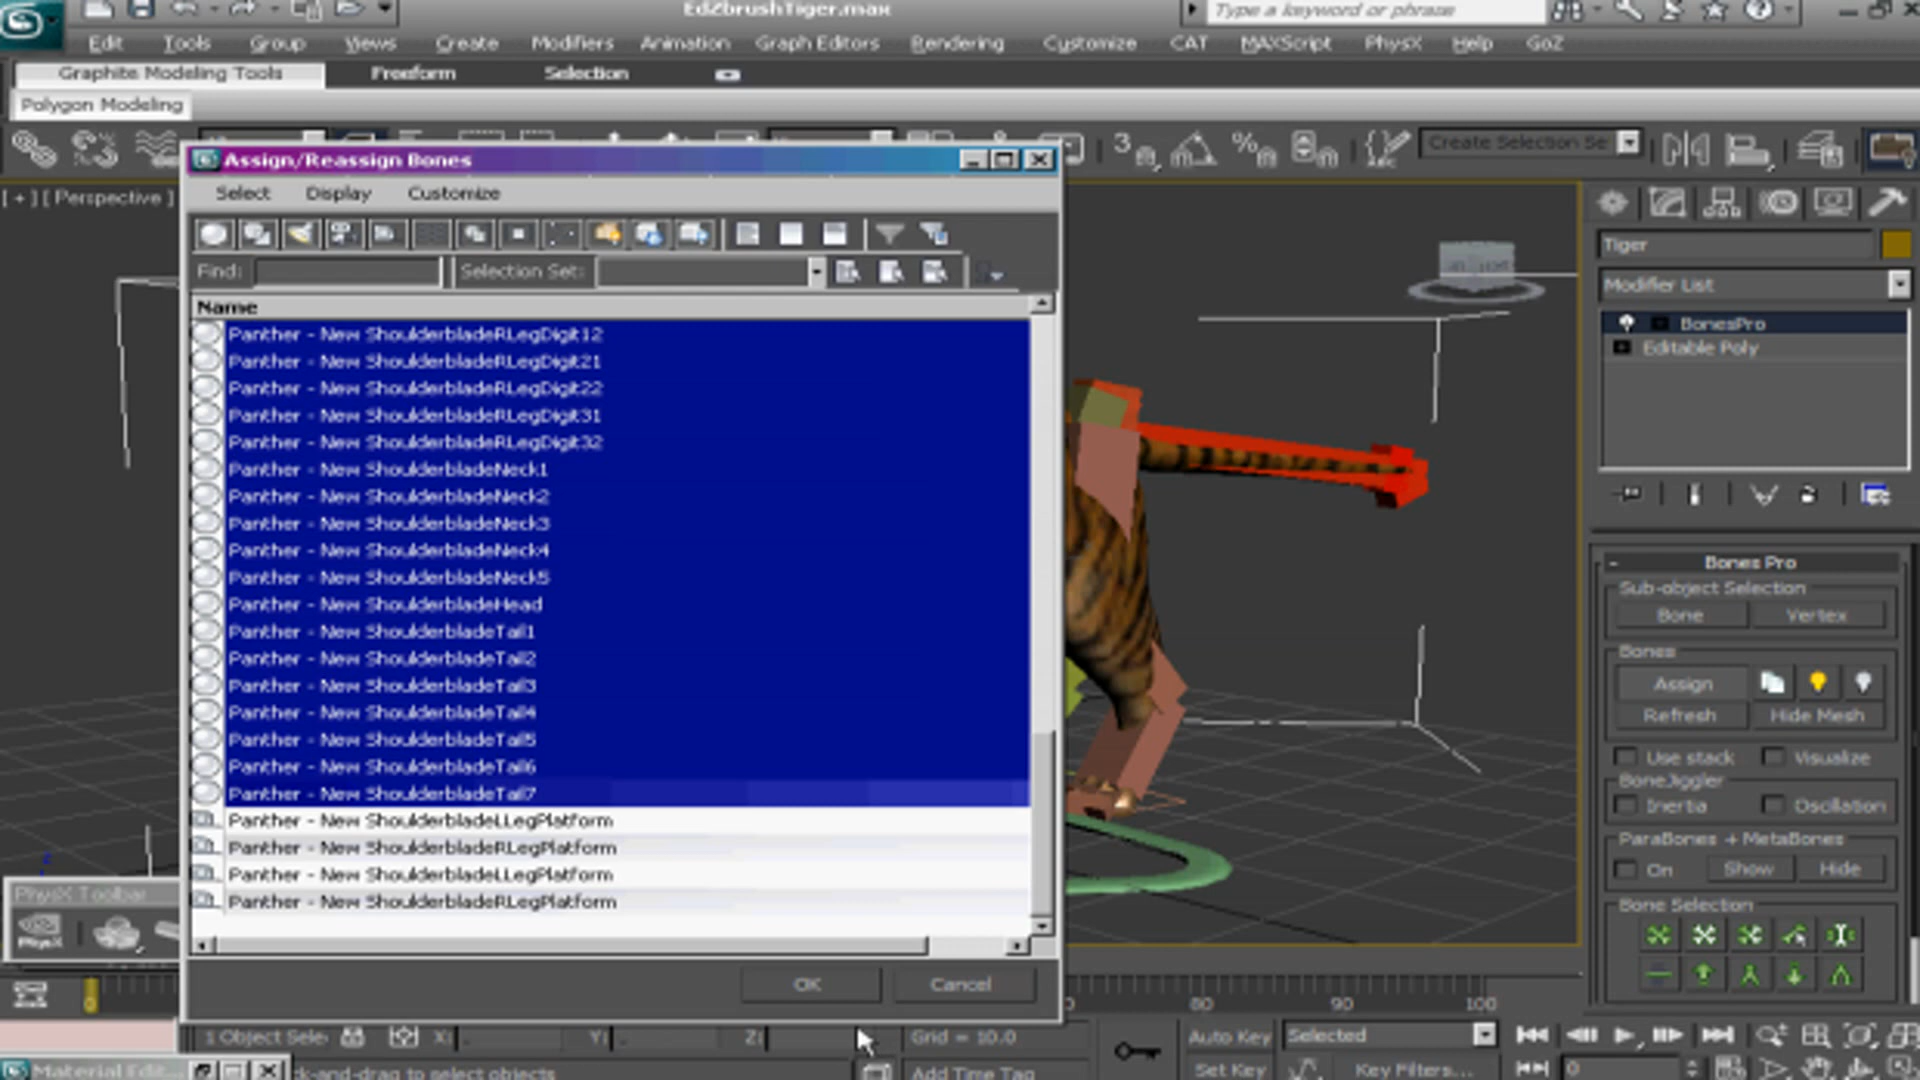 EdZbrushTiger.max
Type a keyword or phrase
Edit Tools Group Views Create Modifiers Animation Graph Editors Rendering Customize CAT MAXScript PhysX Help GoZ
Graphite Modeling Tools Freeform Selection
Polygon Modeling
Create Selection Se
[ + ] [ Perspective ]
Assign/Reassign Bones
Select Display Customize
Find: Selection Set:
Name
Panther - New ShoulderbladeRLegDigit12
Panther - New ShoulderbladeRLegDigit21
Panther - New ShoulderbladeRLegDigit22
Panther - New ShoulderbladeRLegDigit31
Panther - New ShoulderbladeRLegDigit32
Panther - New ShoulderbladeNeck1
Panther - New ShoulderbladeNeck2
Panther - New ShoulderbladeNeck3
Panther - New ShoulderbladeNeck4
Panther - New ShoulderbladeNeck5
Panther - New ShoulderbladeHead
Panther - New ShoulderbladeTail1
Panther - New ShoulderbladeTail2
Panther - New ShoulderbladeTail3
Panther - New ShoulderbladeTail4
Panther - New ShoulderbladeTail5
Panther - New ShoulderbladeTail6
Panther - New ShoulderbladeTail7
Panther - New ShoulderbladeLLegPlatform
Panther - New ShoulderbladeRLegPlatform
Panther - New ShoulderbladeLLegPlatform
Panther - New ShoulderbladeRLegPlatform
OK Cancel
Tiger
Modifier List
BonesPro
Editable Poly
Bones Pro
Sub-object Selection
Bone Vertex
Bones
Assign
Refresh Hide Mesh
Use stack Visualize
BoneJiggler
Inertia Oscillation
ParaBones + MetaBones
On Show Hide
Bone Selection
PhysX Toolbar
PhysX
0
80 90 100
1 Object Sele X: Y: Z: Grid = 10.0 Auto Key Selected
Material Edit... ck-and-drag to select objects Add Time Tag Set Key Key Filters... 0